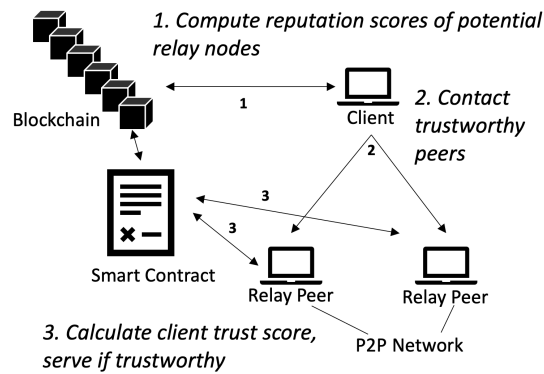 1. Compute reputation scores of potential
relay nodes
Blockchain
1
Client
2. Contact
trustworthy
peers
2
3
3
Smart Contract
Relay Peer
Relay Peer
P2P Network
3. Calculate client trust score,
serve if trustworthy